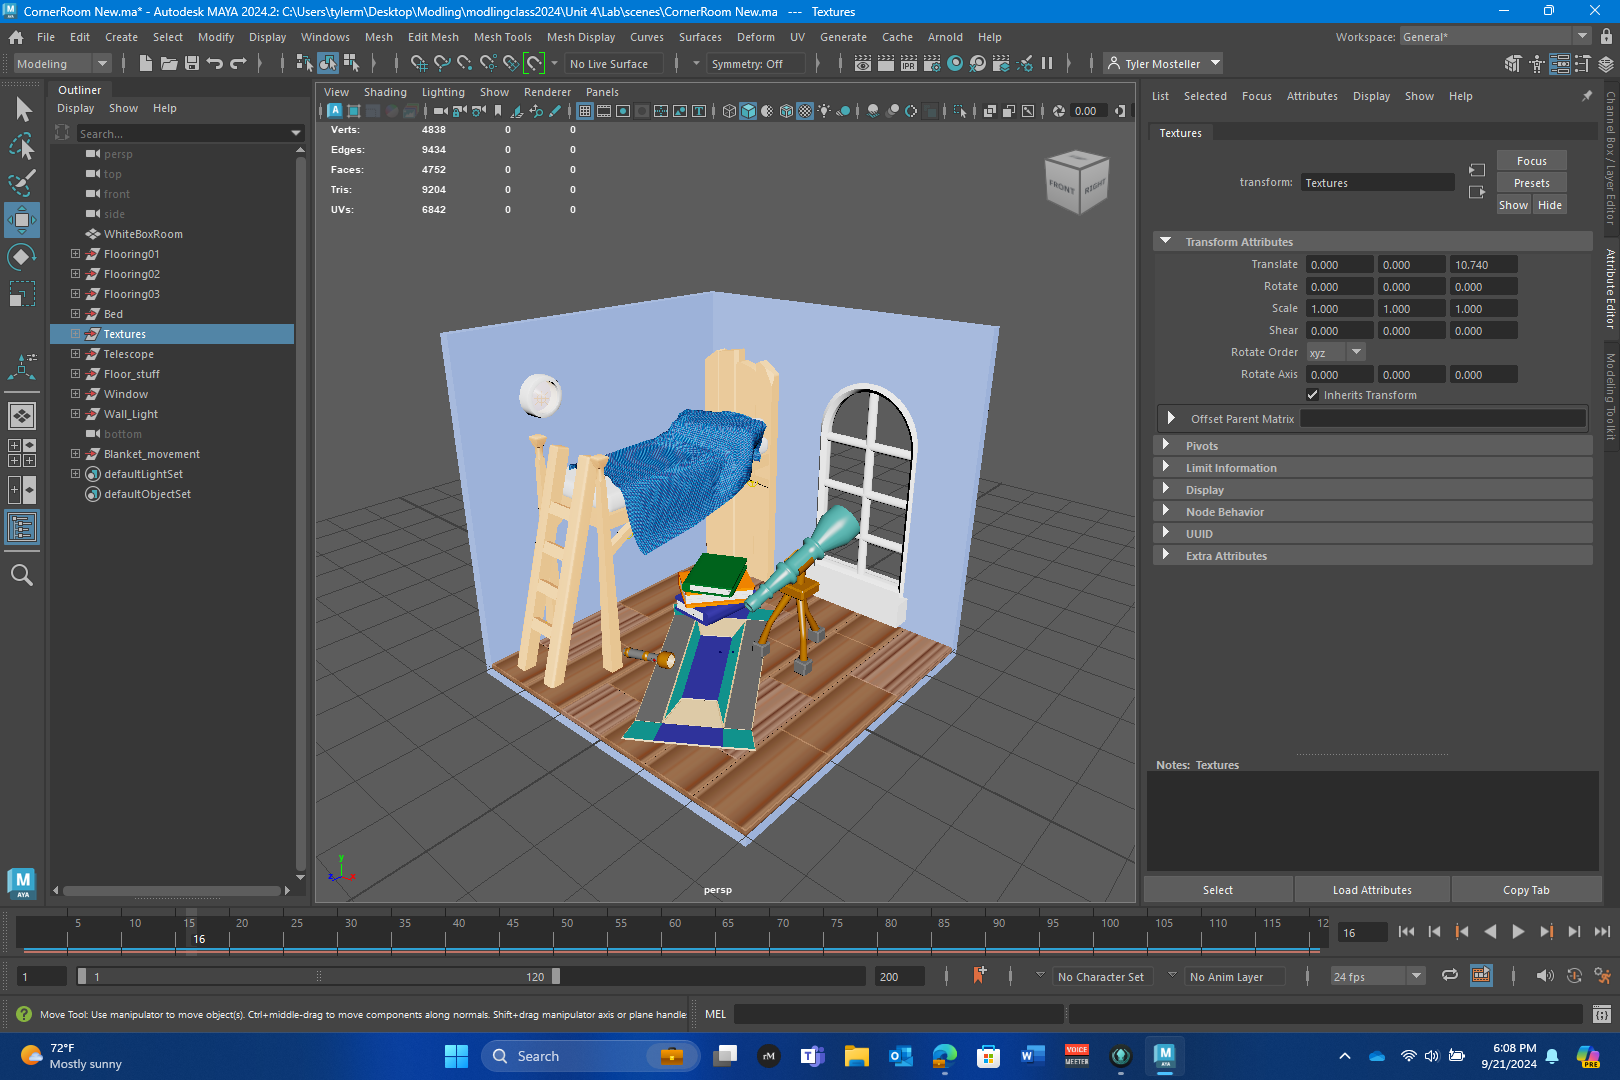 CornerRoom New.ma* - Autodesk MAYA 2024.2: C:\Users\tylerm\Desktop\Modling\modlingclass2024\Unit 4\Lab\scenes\CornerRoom New.ma --- Textures
File Edit Create Select Modify Display Windows Mesh Edit Mesh Mesh Tools Mesh Display Curves Surfaces Deform UV Generate Cache Arnold Help
Workspace: General*
Modeling
No Live Surface
Symmetry: Off
Tyler Mosteller
Outliner
Display Show Help
Search...
persp
top
front
side
WhiteBoxRoom
Flooring01
Flooring02
Flooring03
Bed
Textures
Telescope
Floor_stuff
Window
Wall_Light
bottom
Blanket_movement
defaultLightSet
defaultObjectSet
View Shading Lighting Show Renderer Panels
0.00
Verts: 4838 0 0
Edges: 9434 0 0
Faces: 4752 0 0
Tris: 9204 0 0
UVs: 6842 0 0
FRONT RIGHT
y
z x
persp
List Selected Focus Attributes Display Show Help
Textures
transform: Textures
Focus
Presets
Show Hide
Transform Attributes
Translate 0.000 0.000 10.740
Rotate 0.000 0.000 0.000
Scale 1.000 1.000 1.000
Shear 0.000 0.000 0.000
Rotate Order xyz
Rotate Axis 0.000 0.000 0.000
Inherits Transform
Offset Parent Matrix
Pivots
Limit Information
Display
Node Behavior
UUID
Extra Attributes
Notes: Textures
Select Load Attributes Copy Tab
Channel Box / Layer Editor
Attribute Editor
Modeling Toolkit
M
AYA
5 10 15 20 25 30 35 40 45 50 55 60 65 70 75 80 85 90 95 100 105 110 115 12
16
16
1 1 120 200
No Character Set
No Anim Layer
24 fps
Move Tool: Use manipulator to move object(s). Ctrl+middle-drag to move components along normals. Shift+drag manipulator axis or plane handle
MEL
72°F
Mostly sunny
Search
rM
VOICE
MEETER
6:08 PM
9/21/2024
PRE